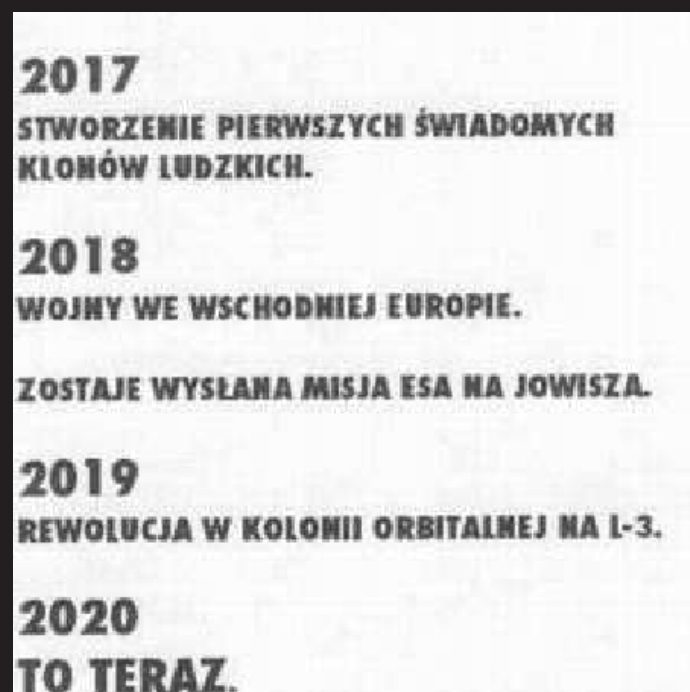 2017
STWORZENIE PIERWSZYCH ŚWIADOMYCH
KLONÓW LUDZKICH.
2018
WOJNY WE WSCHODNIEJ EUROPIE.
ZOSTAJE WYSŁANA MISJA ESA NA JOWISZA.
2019
REWOLUCJA W KOLONII ORBITALNEJ NA L-3.
2020
TO TERAZ.